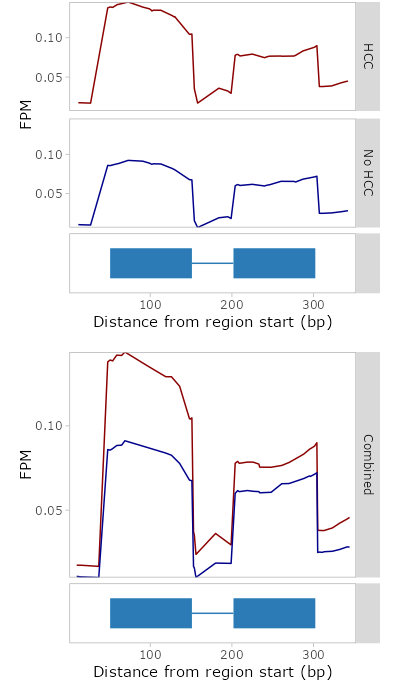 0.10
0.05
HCC
FPM
0.10
0.05
No HCC
100 200 300
Distance from region start (bp)
0.10
0.05
FPM
Combined
100 200 300
Distance from region start (bp)